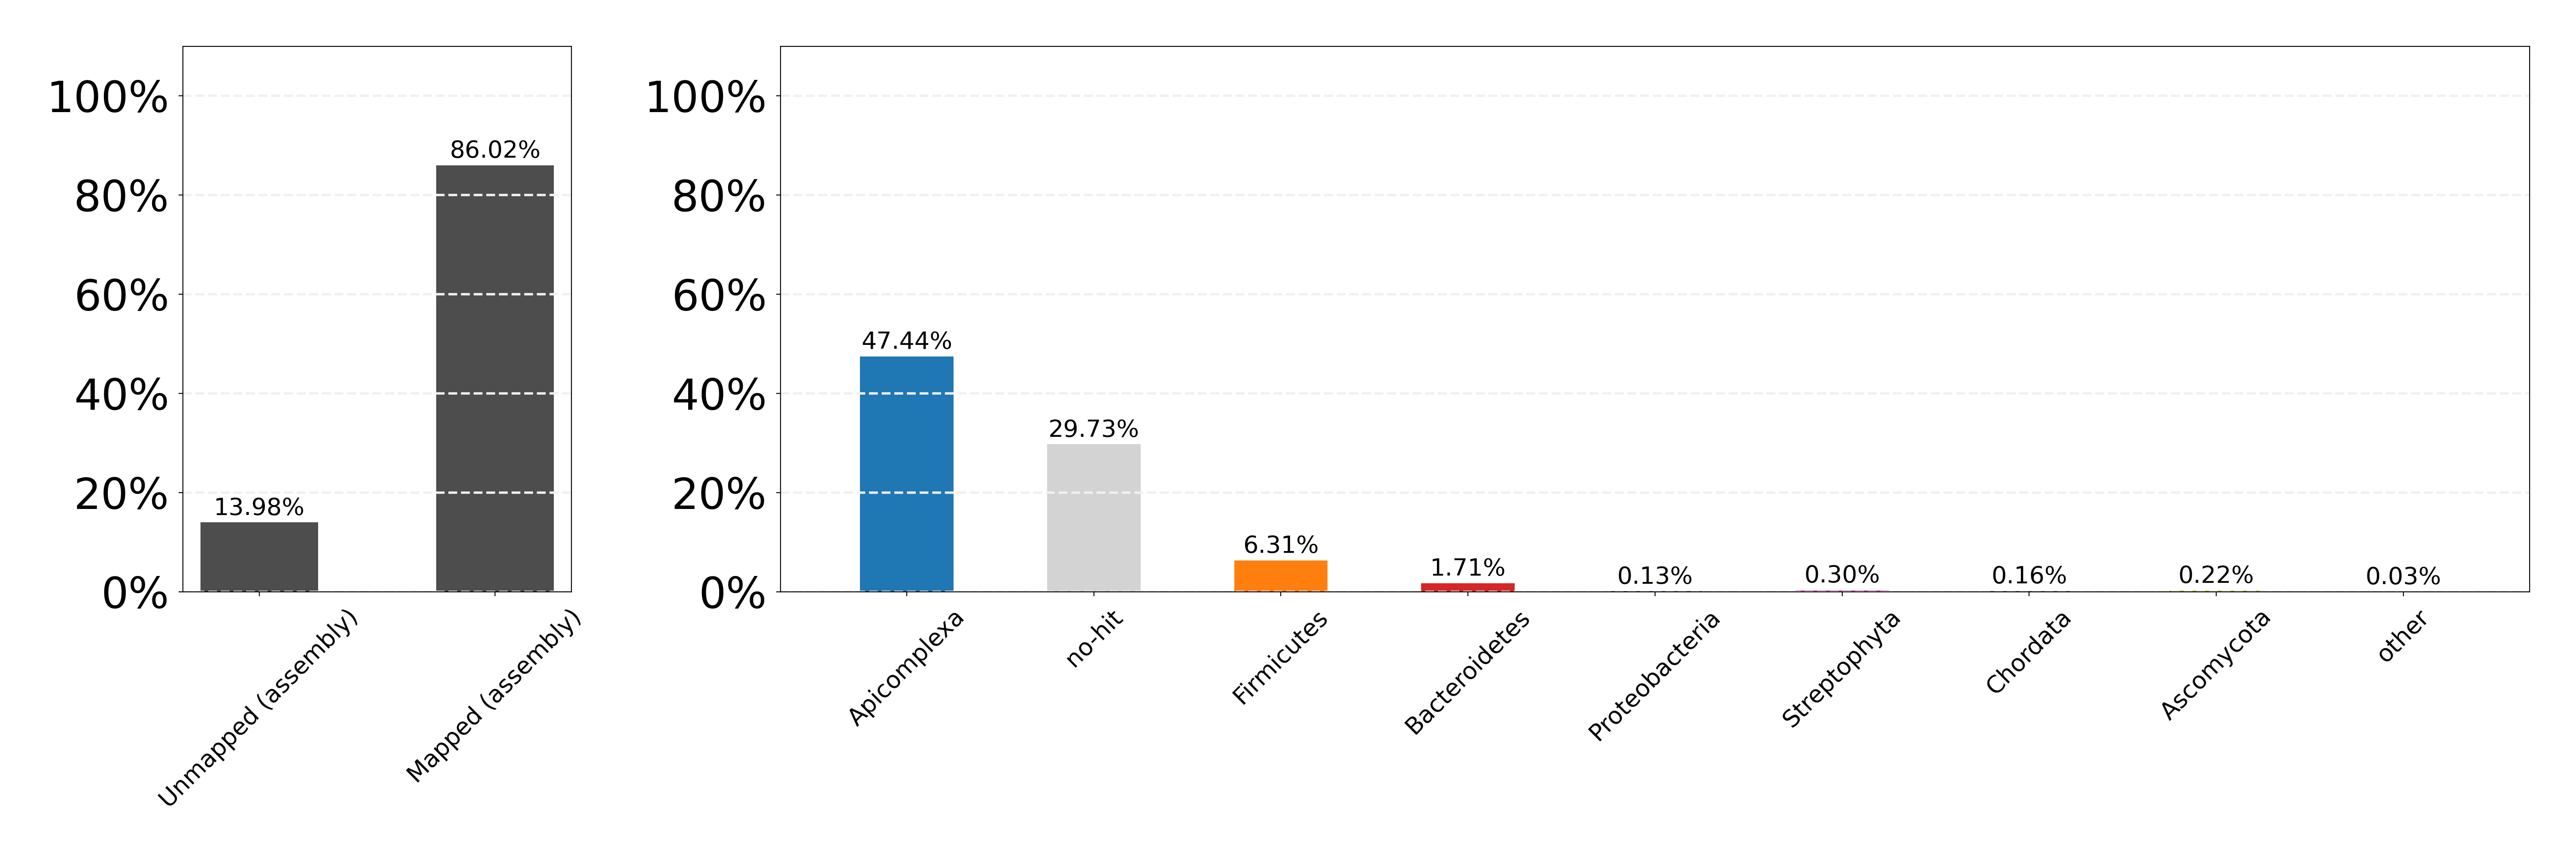 100%
80%
60%
40%
20%
0%
13.98%
86.02%
Unmapped (assembly)
Mapped (assembly)
100%
80%
60%
40%
20%
0%
47.44%
29.73%
6.31%
1.71%
0.13%
0.30%
0.16%
0.22%
0.03%
Apicomplexa
no-hit
Firmicutes
Bacteroidetes
Proteobacteria
Streptophyta
Chordata
Ascomycota
other